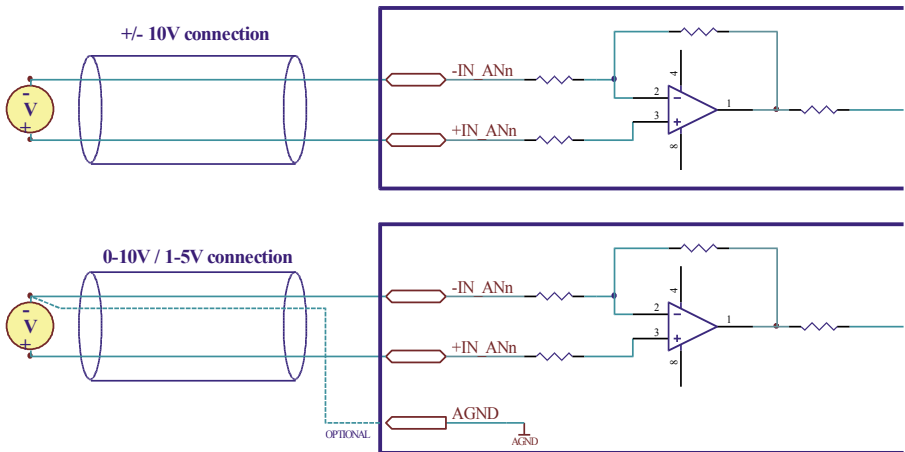 +/- 10V connection
-IN_ANn
+IN_ANn
-
V
+
2
3
4
8
1
-
+
0-10V / 1-5V connection
-IN_ANn
+IN_ANn
-
V
+
2
3
4
8
1
-
+
AGND
OPTIONAL
AGND